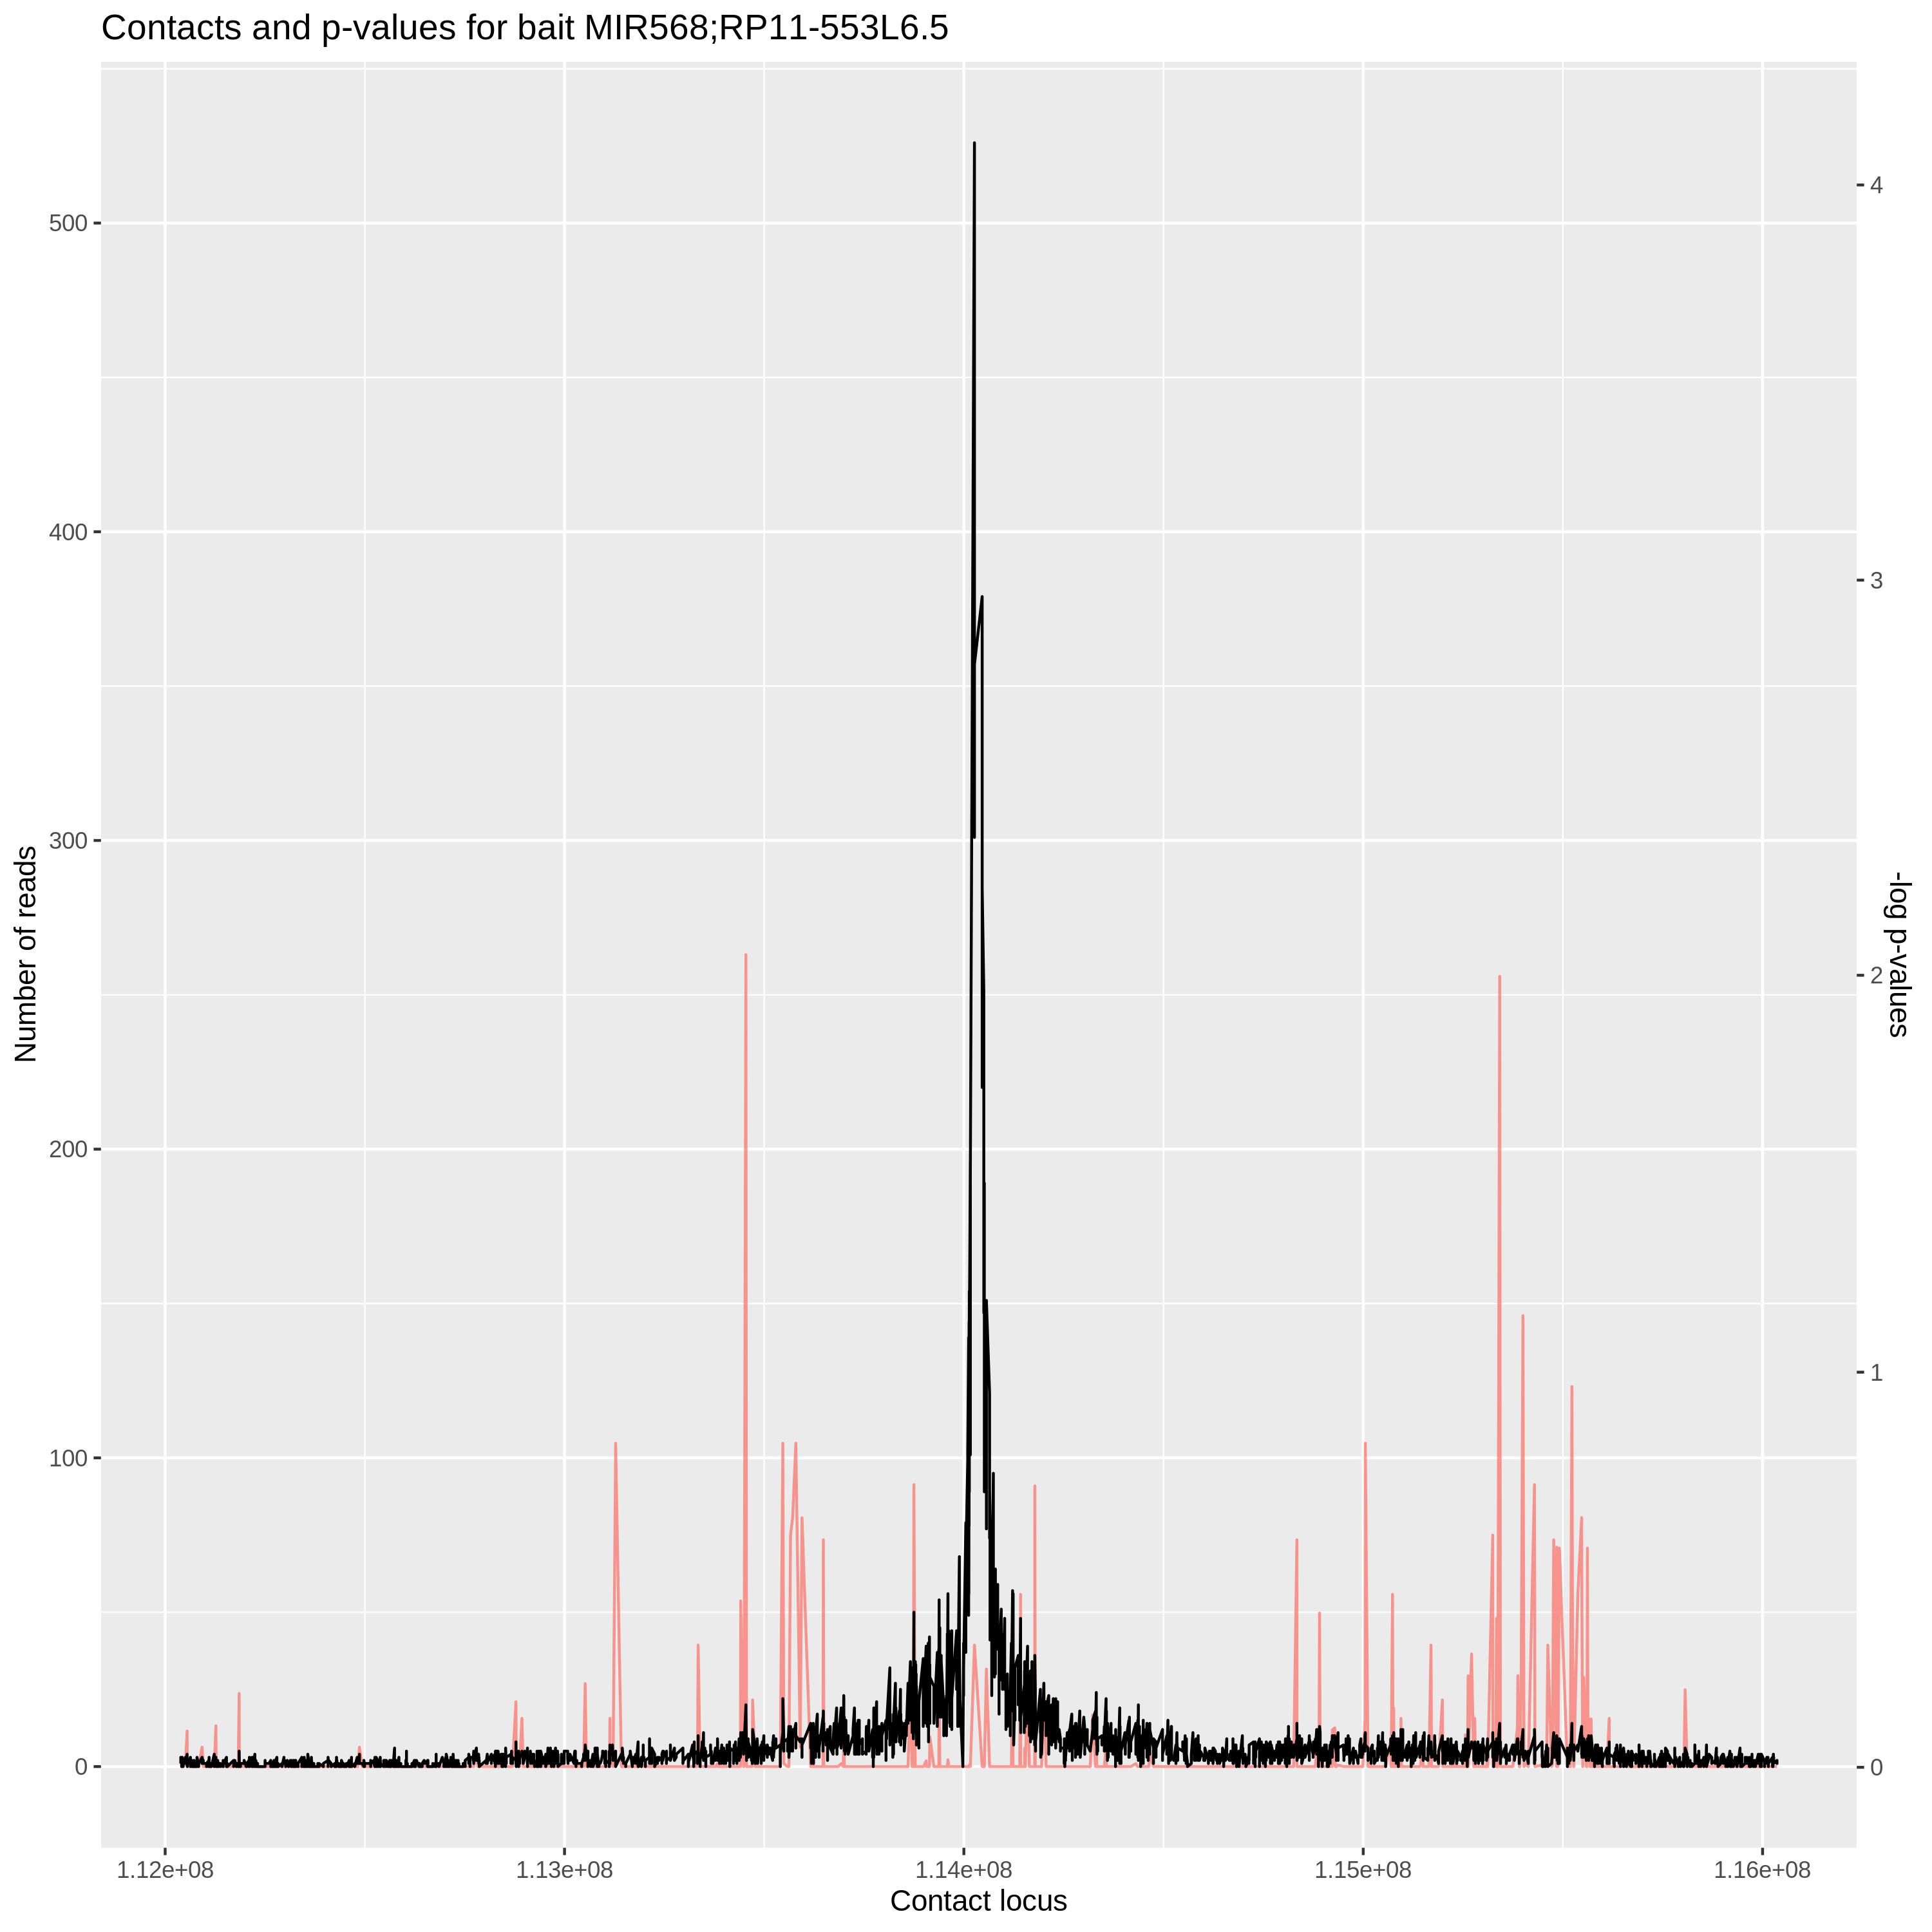 Contacts and p-values for bait MIR568;RP11-553L6.5
500
400
300
200
100
0
Number of reads
4
3
2
1
0
-log p-values
1.12e+08
1.13e+08
1.14e+08
1.15e+08
1.16e+08
Contact locus